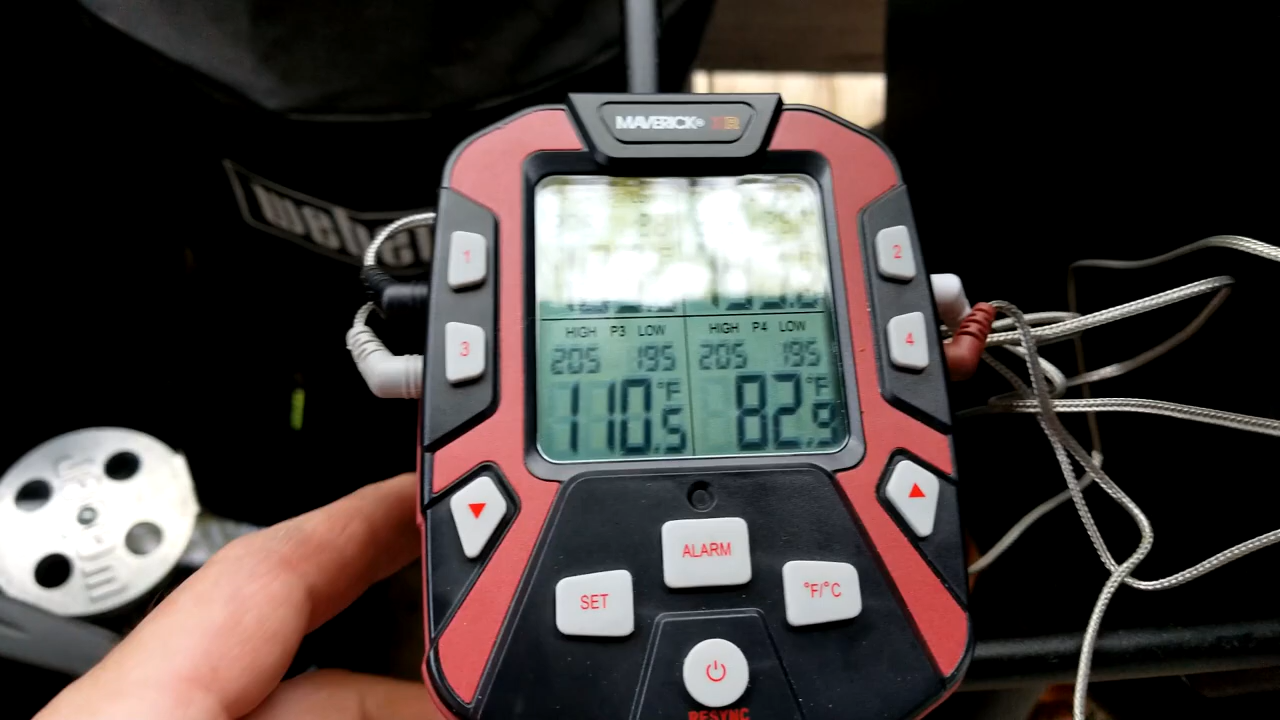 MAVERICK® XR
weber
1
2
HIGH P3 LOW HIGH P4 LOW
205 195 205 195
110.5 °F 82.9 °F
3
4
▼
▲
ALARM
SET
°F/°C
RESYNC